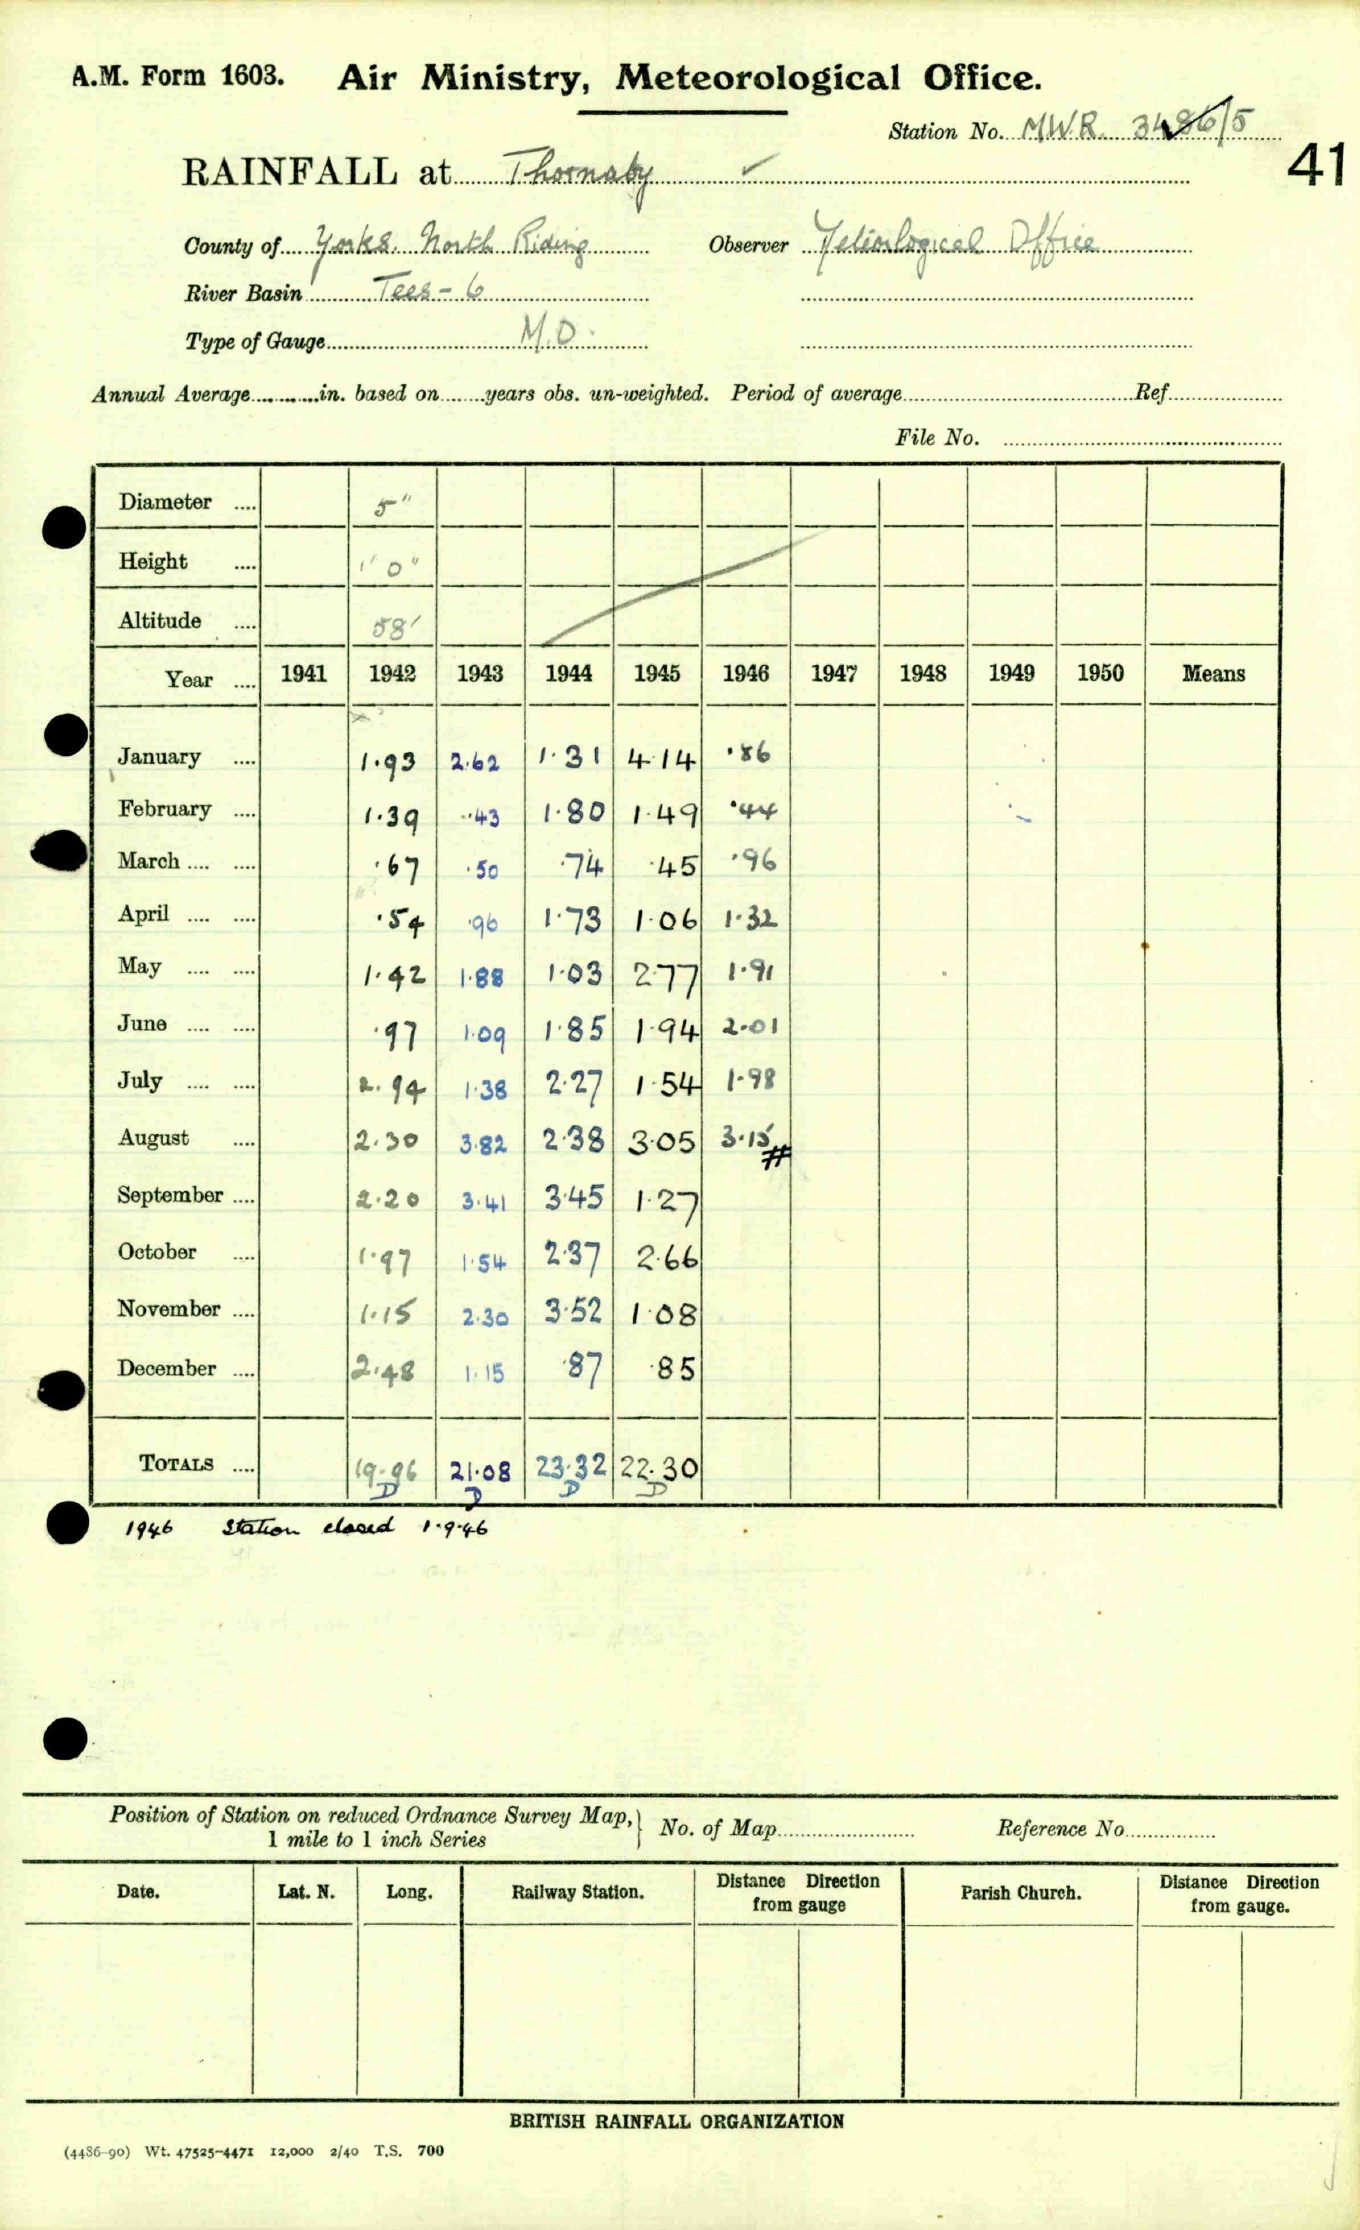 A.M. Form 1603. Air Ministry, Meteorological Office.
Station No. MWR. 3486/5
41
RAINFALL at Thornaby ✓
County of Yorks. North Riding Observer Meteorlogical Office
River Basin Tees - 6
Type of Gauge M.O.
Annual Average in. based on years obs. un-weighted. Period of average Ref
File No.
Diameter 5"
Height 1' 0"
Altitude 58'
Year 1941 1942 1943 1944 1945 1946 1947 1948 1949 1950 Means
January 1.93 2.62 1.31 4.14 .86
February 1.39 .43 1.80 1.49 .44
March .67 .50 .74 .45 .96
April .54 .96 1.73 1.06 1.32
May 1.42 1.88 1.03 2.77 1.91
June .97 1.09 1.85 1.94 2.01
July 2.94 1.38 2.27 1.54 1.98
August 2.30 3.82 2.38 3.05 3.15 #
September 2.20 3.41 3.45 1.27
October 1.97 1.54 2.37 2.66
November 1.15 2.30 3.52 1.08
December 2.48 1.15 .87 .85
TOTALS 19.96 21.08 23.32 22.30
D D D D
1946 Station closed 1.9.46
Position of Station on reduced Ordnance Survey Map, } No. of Map Reference No
1 mile to 1 inch Series
Date. Lat. N. Long. Railway Station. Distance Direction from gauge Parish Church. Distance Direction from gauge.
BRITISH RAINFALL ORGANIZATION
(4486-90) Wt. 47525-4471 12,000 2/40 T.S. 700